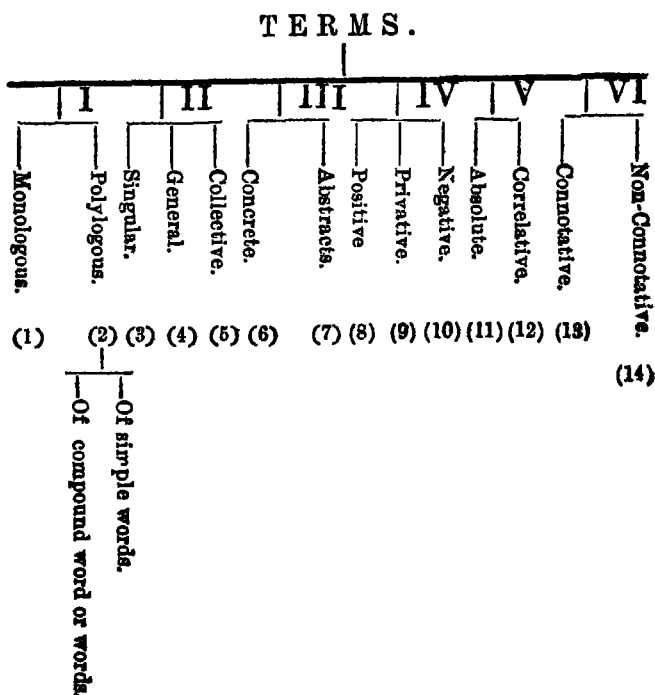 TERMS.
I II III IV V VI
Monologous.
Polylogous.
Singular.
General.
Collective.
Concrete.
Abstracts.
Positive
Privative.
Negative.
Absolute.
Correlative.
Connotative.
Non-Connotative.
(1) (2) (3) (4) (5) (6) (7) (8) (9) (10) (11) (12) (13)
(14)
Of simple words.
Of compound word or words.